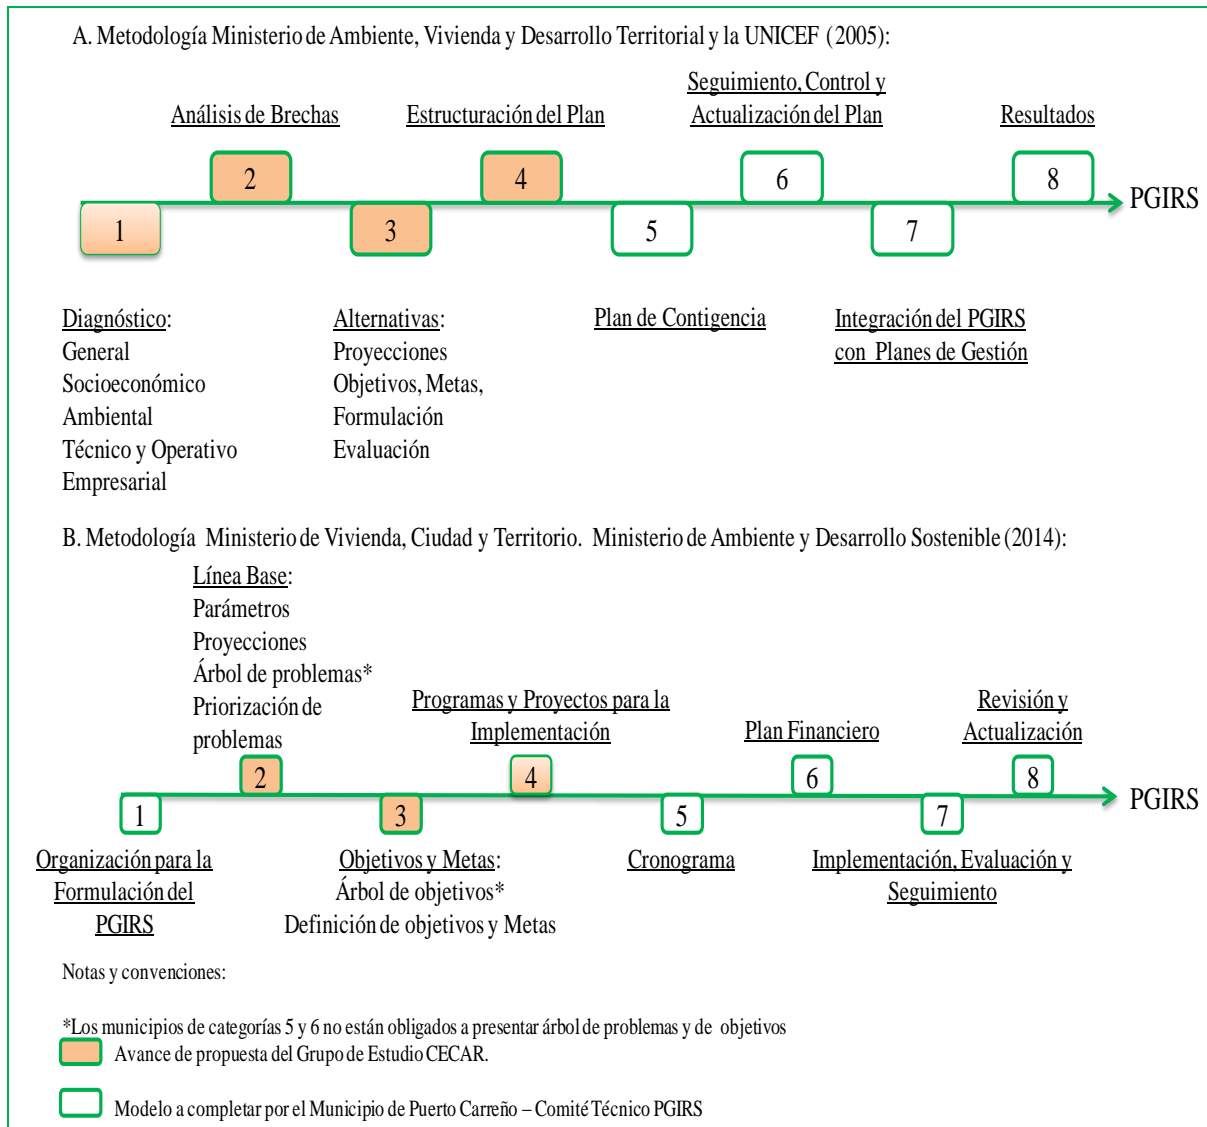 A. Metodología Ministerio de Ambiente, Vivienda y Desarrollo Territorial y la UNICEF (2005):
Análisis de Brechas
Estructuración del Plan
Seguimiento, Control y
Actualización del Plan
Resultados
2
4
6
8
PGIRS
1
3
5
7
Diagnóstico:
General
Socioeconómico
Ambiental
Técnico y Operativo
Empresarial
Alternativas:
Proyecciones
Objetivos, Metas,
Formulación
Evaluación
Plan de Contigencia
Integración del PGIRS
con Planes de Gestión
B. Metodología Ministerio de Vivienda, Ciudad y Territorio. Ministerio de Ambiente y Desarrollo Sostenible (2014):
Línea Base:
Parámetros
Proyecciones
Árbol de problemas*
Priorización de
problemas
Programas y Proyectos para la
Implementación
Plan Financiero
Revisión y
Actualización
2
4
6
8
PGIRS
1
3
5
7
Organización para la
Formulación del
PGIRS
Objetivos y Metas:
Árbol de objetivos*
Definición de objetivos y Metas
Cronograma
Implementación, Evaluación y
Seguimiento
Notas y convenciones:
*Los municipios de categorías 5 y 6 no están obligados a presentar árbol de problemas y de objetivos
Avance de propuesta del Grupo de Estudio CECAR.
Modelo a completar por el Municipio de Puerto Carreño – Comité Técnico PGIRS